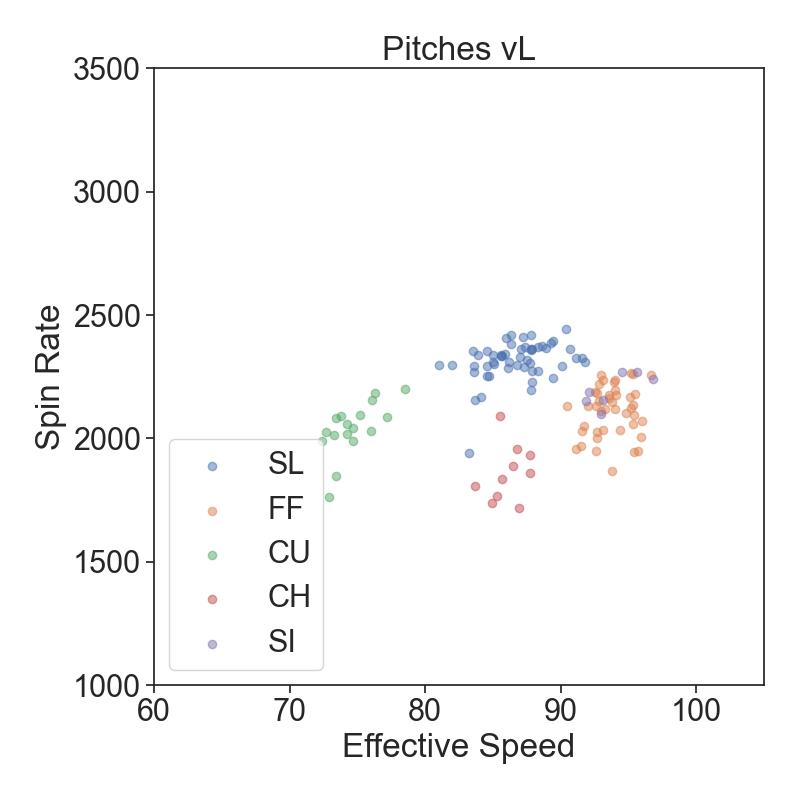 Pitches vL
3500
3000
2500
2000
1500
1000
Spin Rate
SL
FF
CU
CH
SI
60 70 80 90 100
Effective Speed